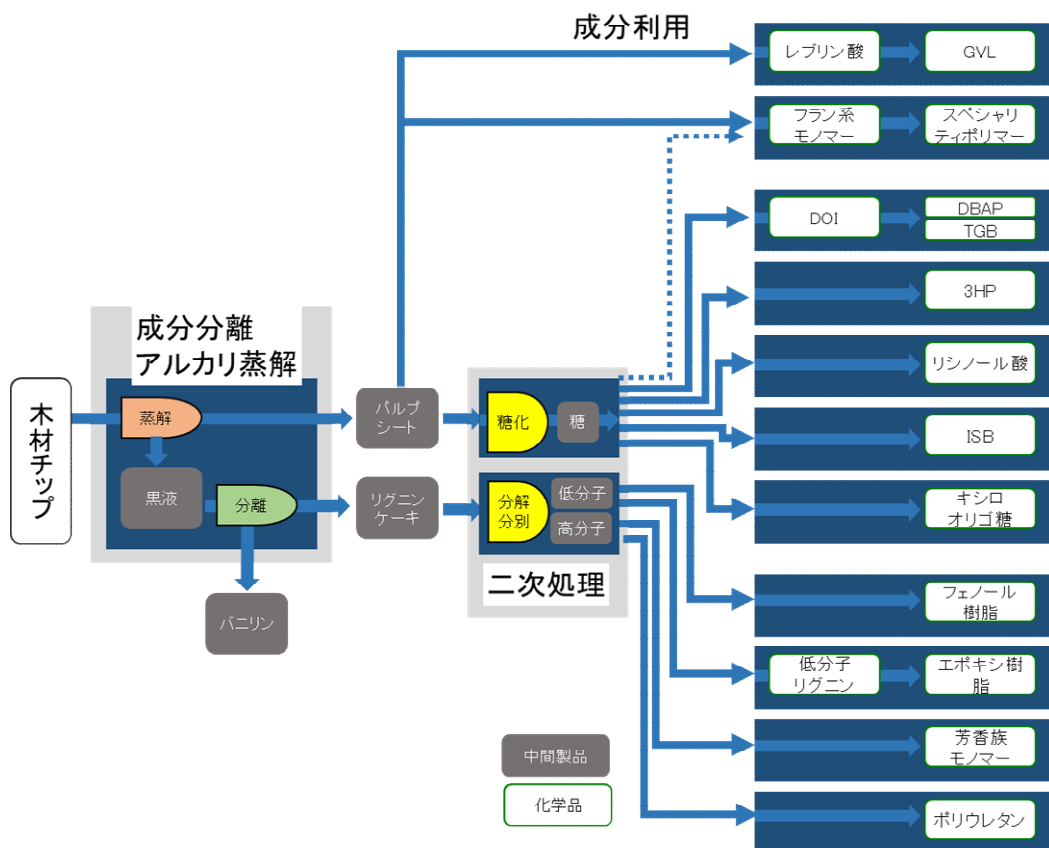 成分利用
レブリン酸
GVL
フラン系
モノマー
スペシャリ
ティポリマー
DOI
DBAP
TGB
3HP
リシノール酸
ISB
キシロ
オリゴ糖
成分分離
アルカリ蒸解
木材チップ
蒸解
黒液
分離
パルプ
シート
リグニン
ケーキ
バニリン
糖化
糖
分解
分別
低分子
高分子
二次処理
フェノール
樹脂
低分子
リグニン
エポキシ樹
脂
芳香族
モノマー
ポリウレタン
中間製品
化学品